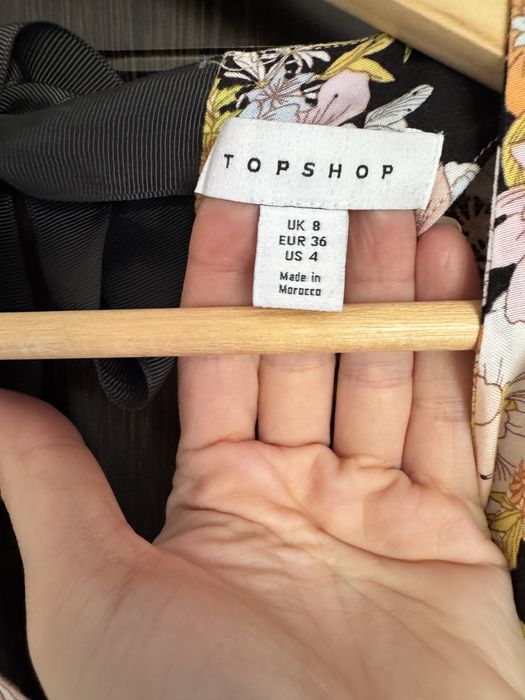 TOPSHOP
UK 8
EUR 36
US 4
Made in
Morocco